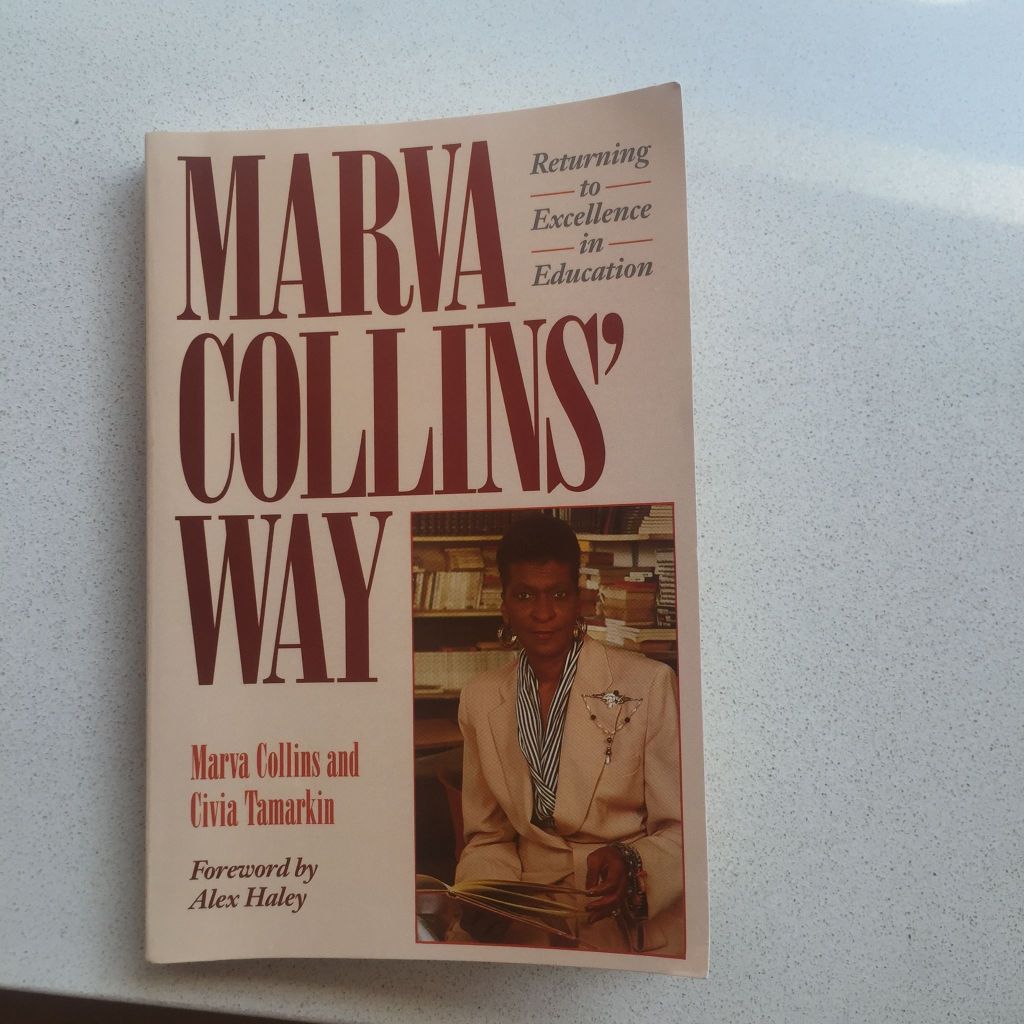 MARVA
COLLINS'
WAY
Returning
to
Excellence
in
Education
Marva Collins and
Civia Tamarkin
Foreword by
Alex Haley